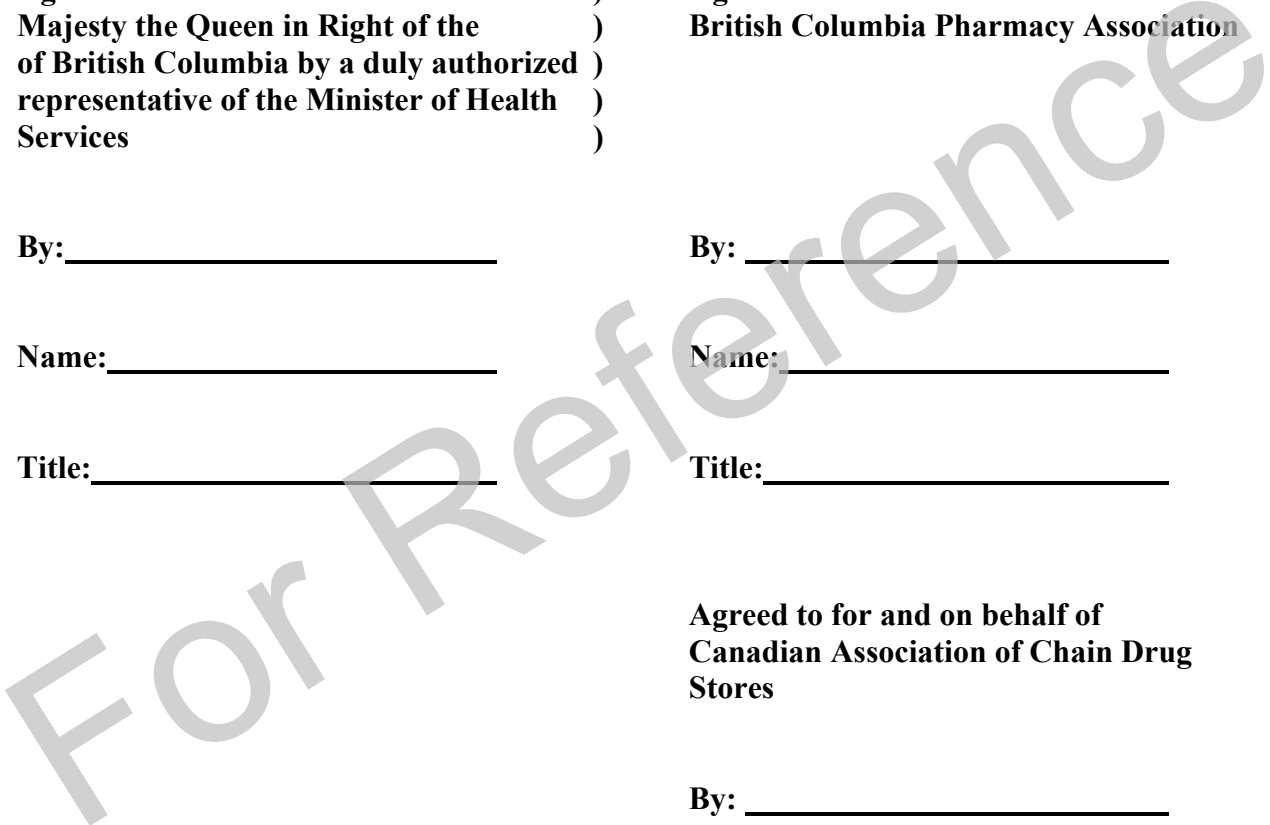 Majesty the Queen in Right of the )
of British Columbia by a duly authorized )
representative of the Minister of Health )
Services )
By:
Name:
Title:
British Columbia Pharmacy Association
By:
Name:
Title:
Agreed to for and on behalf of
Canadian Association of Chain Drug
Stores
By:
For Reference